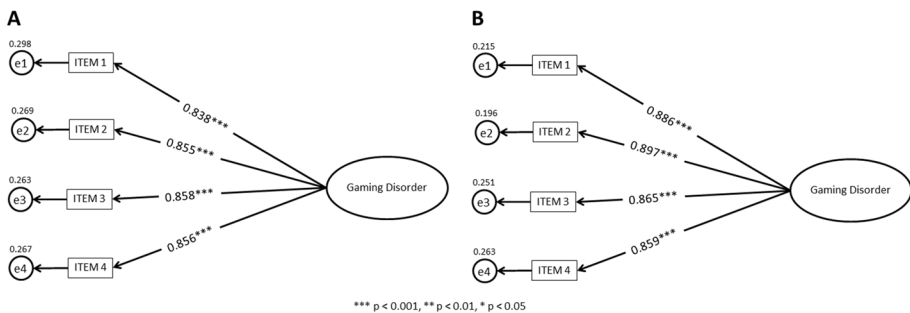 A
0.298
e1
ITEM 1
0.838***
0.269
e2
ITEM 2
0.855***
0.263
e3
ITEM 3
0.858***
0.267
e4
ITEM 4
0.856***
Gaming Disorder
B
0.215
e1
ITEM 1
0.886***
0.196
e2
ITEM 2
0.897***
0.251
e3
ITEM 3
0.865***
0.263
e4
ITEM 4
0.859***
Gaming Disorder
*** p < 0.001, ** p < 0.01, * p < 0.05